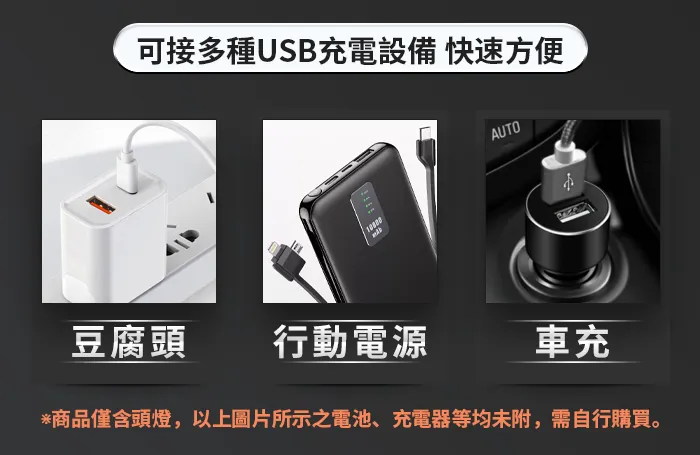 可接多種USB充電設備 快速方便
AUTO
10000
mAh
豆腐頭
行動電源
車充
※商品僅含頭燈，以上圖片所示之電池、充電器等均未附，需自行購買。